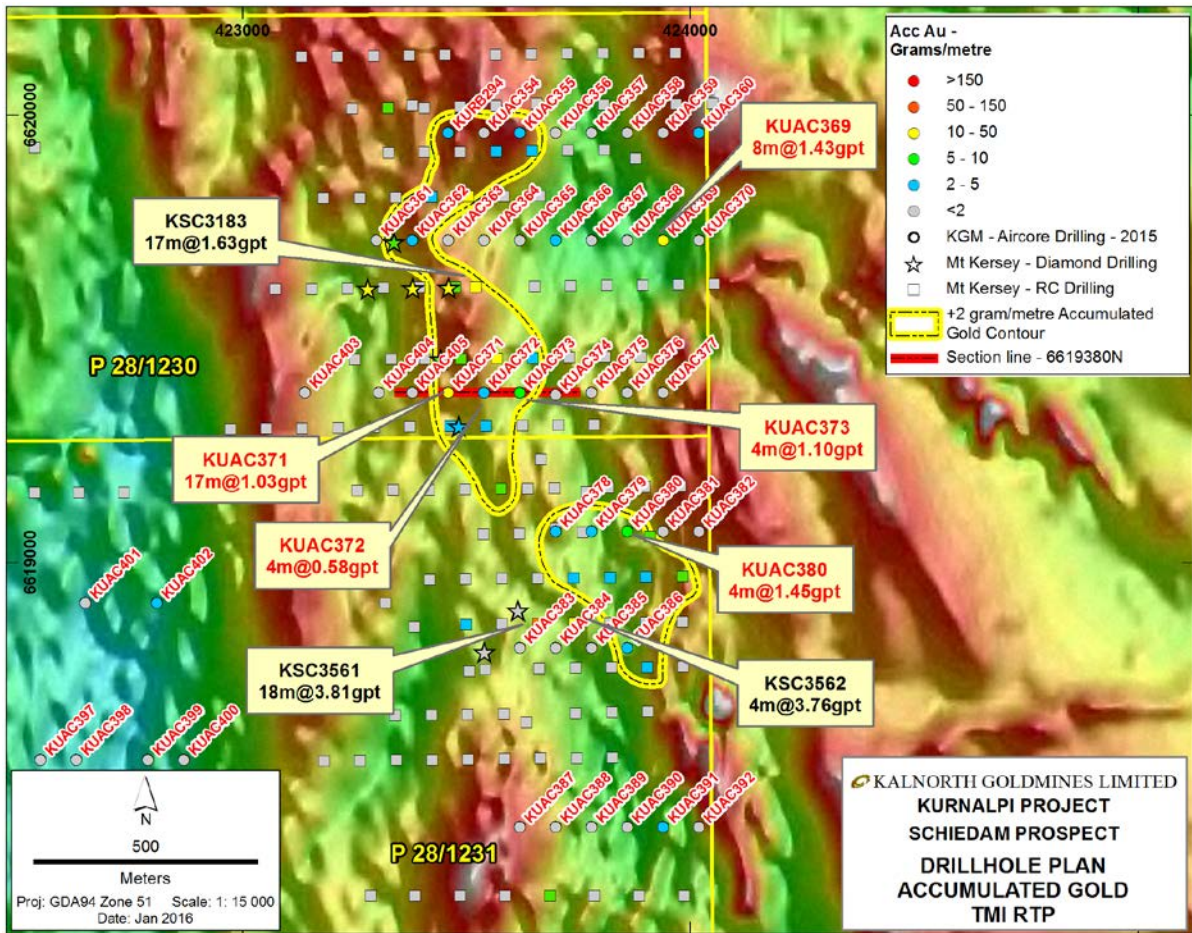 423000
424000
6620000
6619000
KURB294
KUAC354
KUAC355
KUAC356
KUAC357
KUAC358
KUAC359
KUAC360
KUAC369
8m@1.43gpt
KSC3183
17m@1.63gpt
KUAC361
KUAC362
KUAC363
KUAC364
KUAC365
KUAC366
KUAC367
KUAC368
KUAC369
KUAC370
P 28/1230
KUAC403
KUAC404
KUAC405
KUAC371
KUAC372
KUAC373
KUAC374
KUAC375
KUAC376
KUAC377
KUAC371
17m@1.03gpt
KUAC373
4m@1.10gpt
KUAC372
4m@0.58gpt
KUAC378
KUAC379
KUAC380
KUAC381
KUAC382
KUAC380
4m@1.45gpt
KUAC401
KUAC402
KUAC383
KUAC384
KUAC385
KUAC386
KSC3561
18m@3.81gpt
KSC3562
4m@3.76gpt
KUAC397
KUAC398
KUAC399
KUAC400
KUAC387
KUAC388
KUAC389
KUAC390
KUAC391
KUAC392
P 28/1231
Acc Au -
Grams/metre
>150
50 - 150
10 - 50
5 - 10
2 - 5
<2
KGM - Aircore Drilling - 2015
Mt Kersey - Diamond Drilling
Mt Kersey - RC Drilling
+2 gram/metre Accumulated
Gold Contour
Section line - 6619380N
N
500
Meters
Proj: GDA94 Zone 51 Scale: 1: 15 000
Date: Jan 2016
KALNORTH GOLDMINES LIMITED
KURNALPI PROJECT
SCHIEDAM PROSPECT
DRILLHOLE PLAN
ACCUMULATED GOLD
TMI RTP